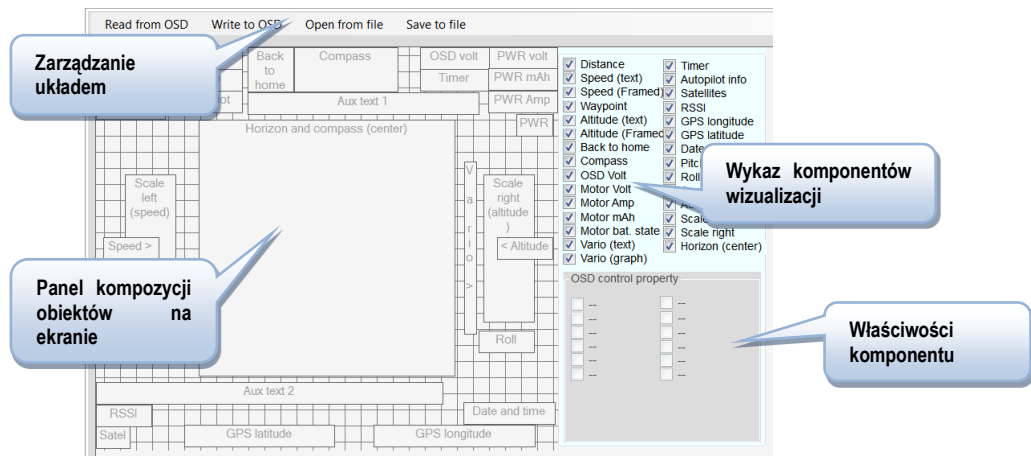 Read from OSD Write to OSD Open from file Save to file
Zarządzanie
układem
Back
to
home
Compass
OSD volt
PWR volt
Timer
PWR mAh
Aux text 1
PWR Amp
PWR
Horizon and compass (center)
Scale
left
(speed)
Speed >
V
a
r
i
o
>
Scale
right
(altitude
)
< Altitude
Roll
Panel kompozycji
obiektów na
ekranie
Aux text 2
RSSI
Date and time
Satel
GPS latitude
GPS longitude
Distance
Speed (text)
Speed (Framed)
Waypoint
Altitude (text)
Altitude (Framed
Back to home
Compass
OSD Volt
Motor Volt
Motor Amp
Motor mAh
Motor bat. state
Vario (text)
Vario (graph)
Timer
Autopilot info
Satellites
RSSI
GPS longitude
GPS latitude
Date
Pitch
Roll
Scale
Scale right
Horizon (center)
Wykaz komponentów
wizualizacji
OSD control property
-- --
-- --
-- --
-- --
-- --
-- --
Właściwości
komponentu